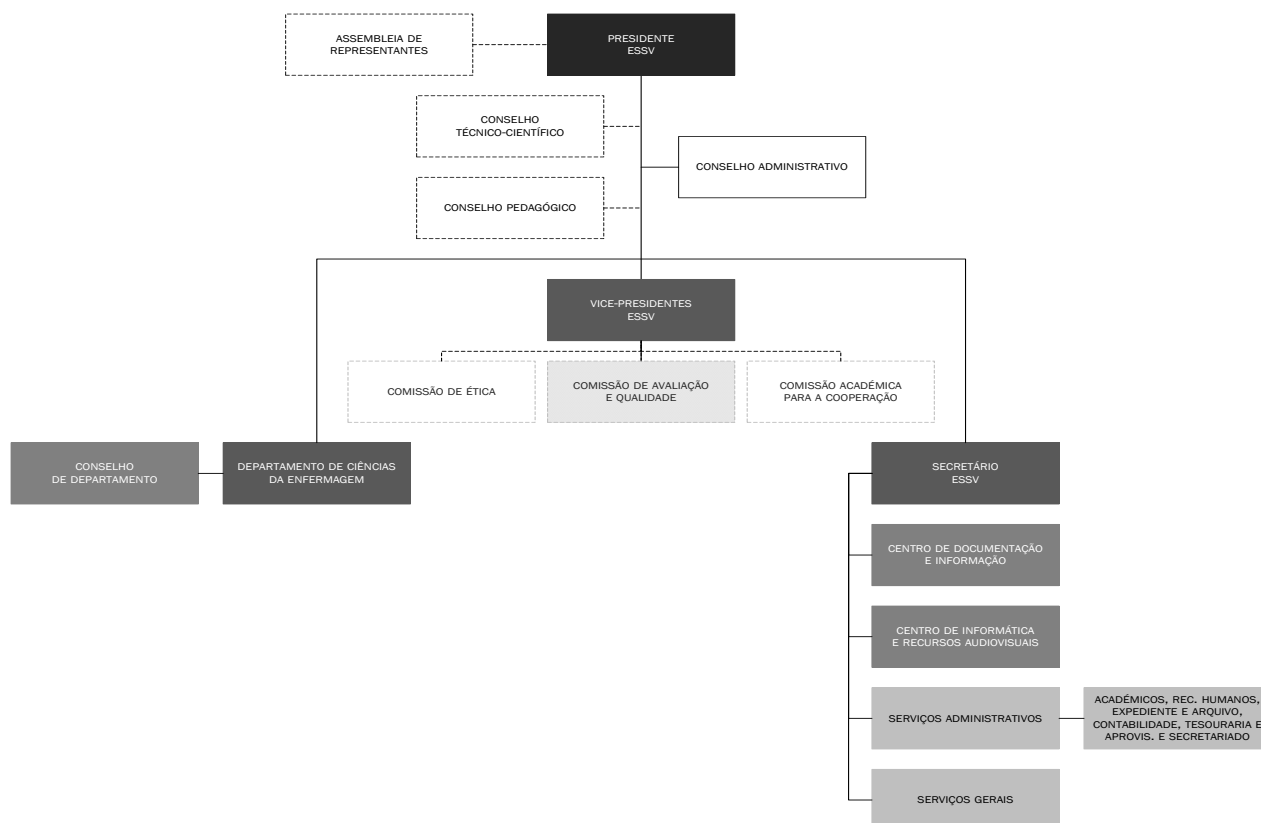 ASSEMBLEIA DE
REPRESENTANTES
PRESIDENTE
ESSV
CONSELHO
TÉCNICO-CIENTÍFICO
CONSELHO ADMINISTRATIVO
CONSELHO PEDAGÓGICO
VICE-PRESIDENTES
ESSV
COMISSÃO DE ÉTICA
COMISSÃO DE AVALIAÇÃO
E QUALIDADE
COMISSÃO ACADÉMICA
PARA A COOPERAÇÃO
CONSELHO
DE DEPARTAMENTO
DEPARTAMENTO DE CIÊNCIAS
DA ENFERMAGEM
SECRETÁRIO
ESSV
CENTRO DE DOCUMENTAÇÃO
E INFORMAÇÃO
CENTRO DE INFORMÁTICA
E RECURSOS AUDIOVISUAIS
SERVIÇOS ADMINISTRATIVOS
ACADÉMICOS, REC. HUMANOS,
EXPEDIENTE E ARQUIVO,
CONTABILIDADE, TESOURARIA E
APROVIS. E SECRETARIADO
SERVIÇOS GERAIS